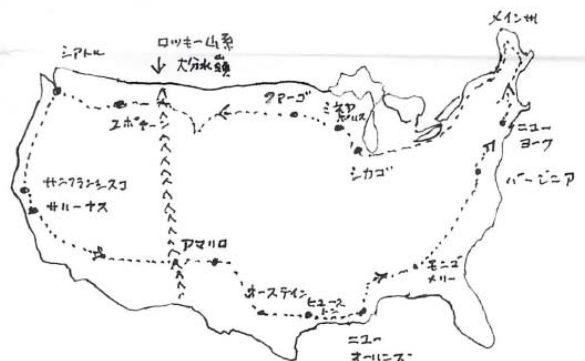 メイン州
ロッキー山系
大分水嶺
↓
シアトル
ファーゴ
ミネア
ポリス
スポケーン
ニュー
ヨーク
シカゴ
バージニア
サンフランシスコ
サリーナス
アマリロ
モンゴ
メリー
オースティン
ヒュース
トン
ニュー
オーリンズ